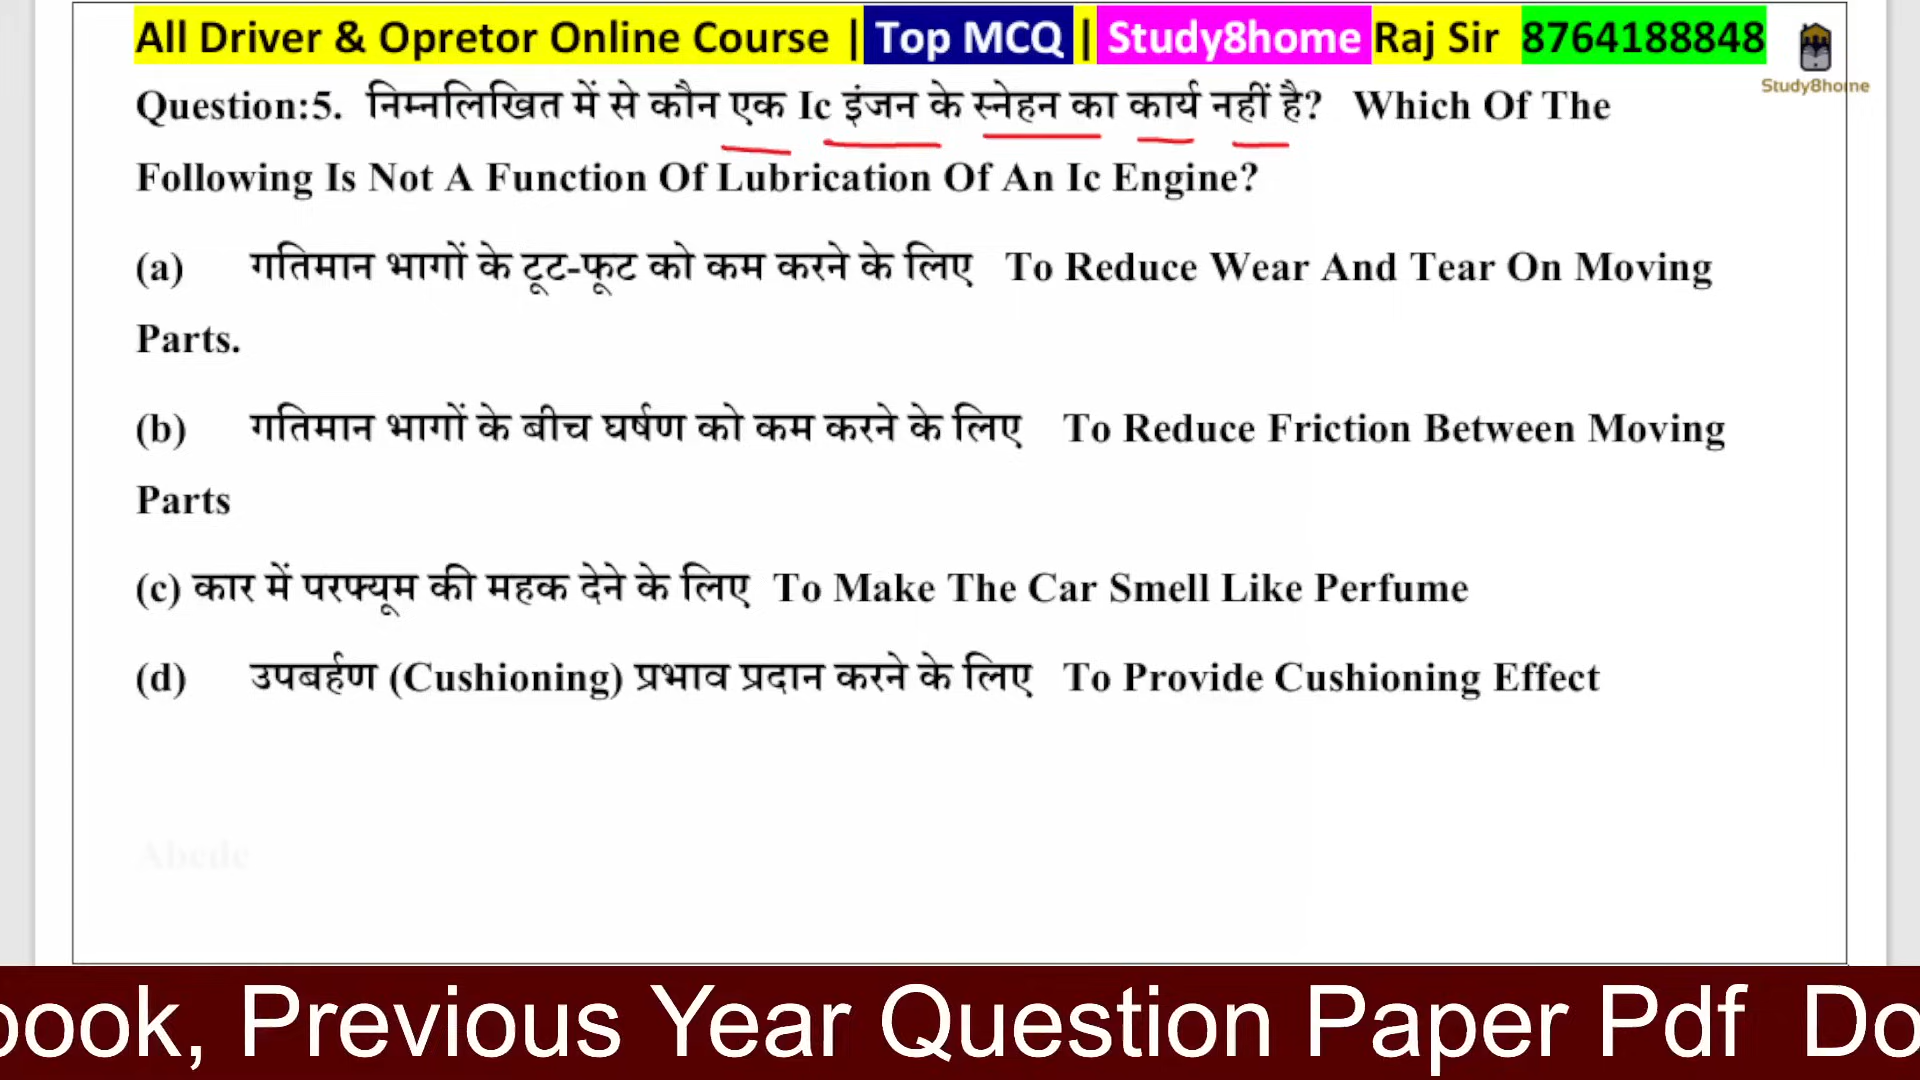 All Driver & Opretor Online Course | Top MCQ | Study8home Raj Sir 8764188848
Study8home
Question:5. निम्नलिखित में से कौन एक Ic इंजन के स्नेहन का कार्य नहीं है? Which Of The
Following Is Not A Function Of Lubrication Of An Ic Engine?
(a) गतिमान भागों के टूट-फूट को कम करने के लिए To Reduce Wear And Tear On Moving
Parts.
(b) गतिमान भागों के बीच घर्षण को कम करने के लिए To Reduce Friction Between Moving
Parts
(c) कार में परफ्यूम की महक देने के लिए To Make The Car Smell Like Perfume
(d) उपबर्हण (Cushioning) प्रभाव प्रदान करने के लिए To Provide Cushioning Effect
Abcde
book, Previous Year Question Paper Pdf Do